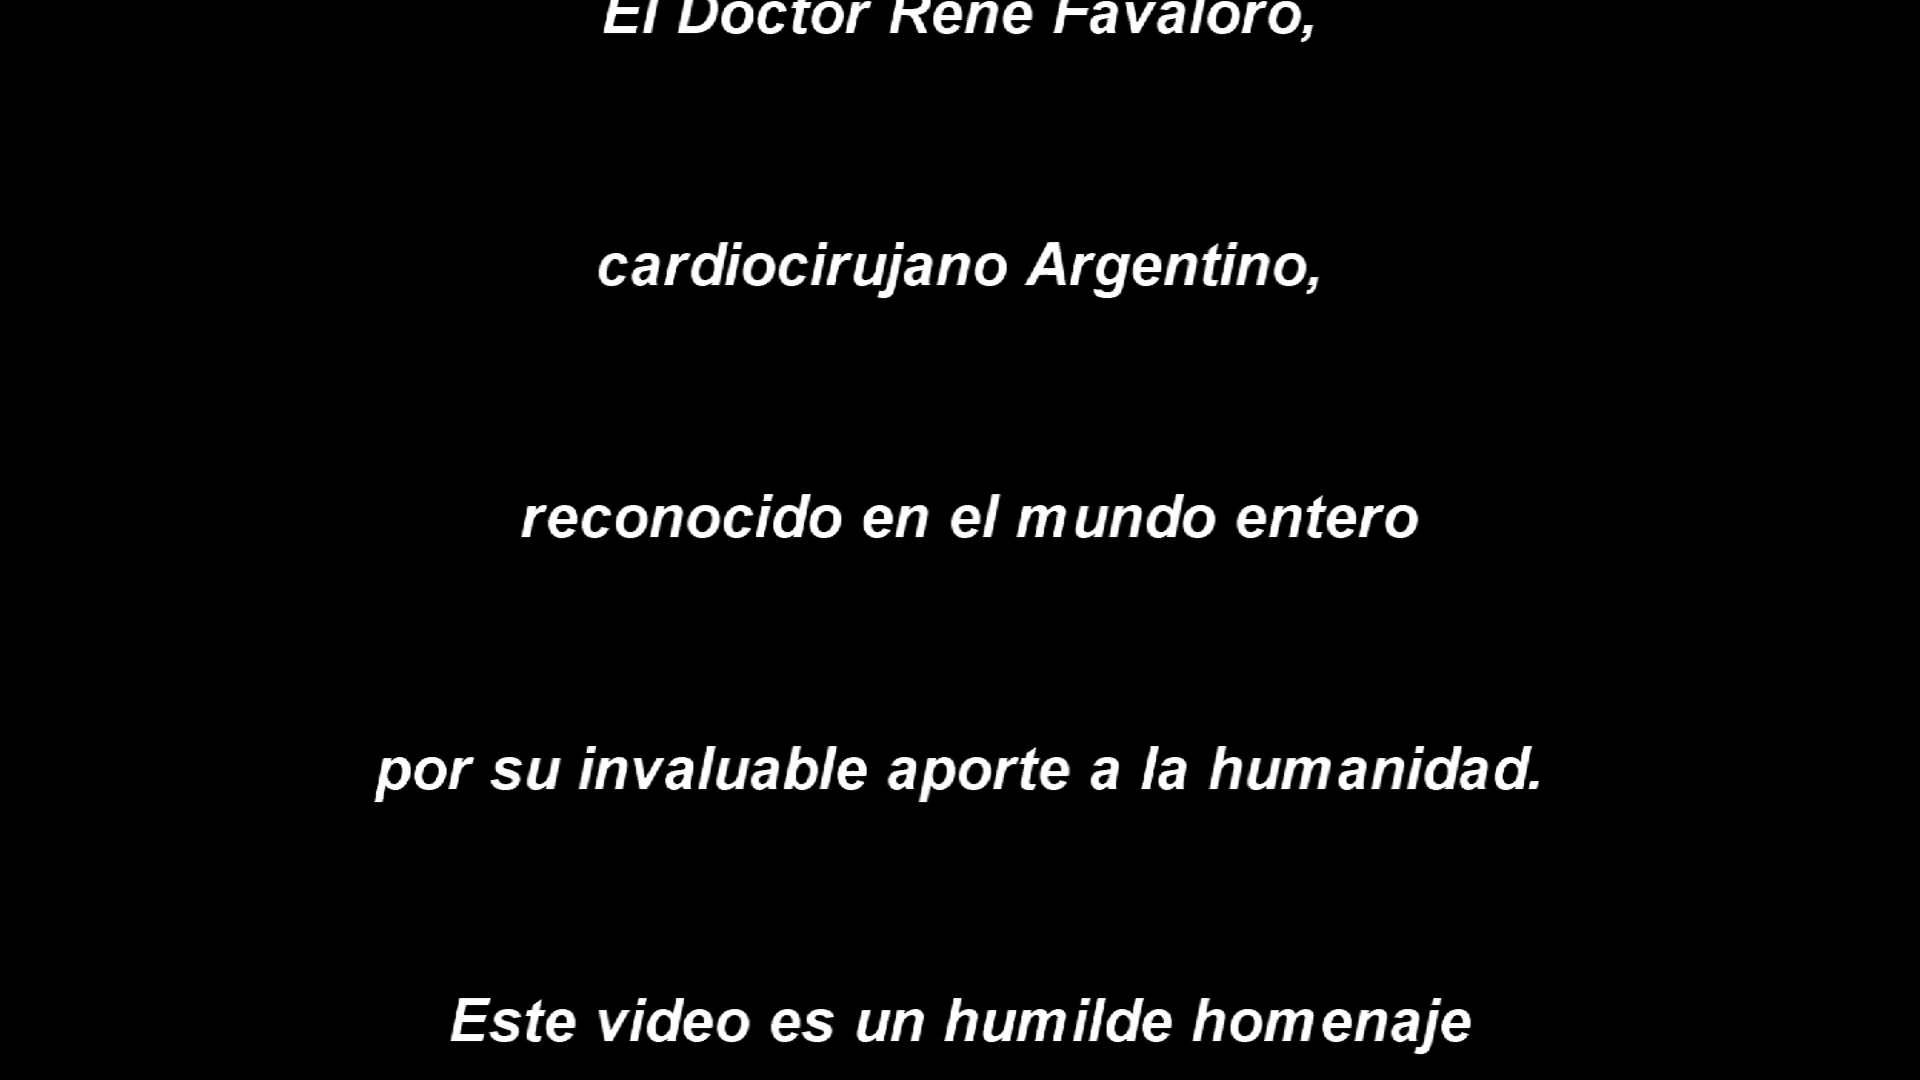 El Doctor Rene Favaloro,
cardiocirujano Argentino,
reconocido en el mundo entero
por su invaluable aporte a la humanidad.
Este video es un humilde homenaje